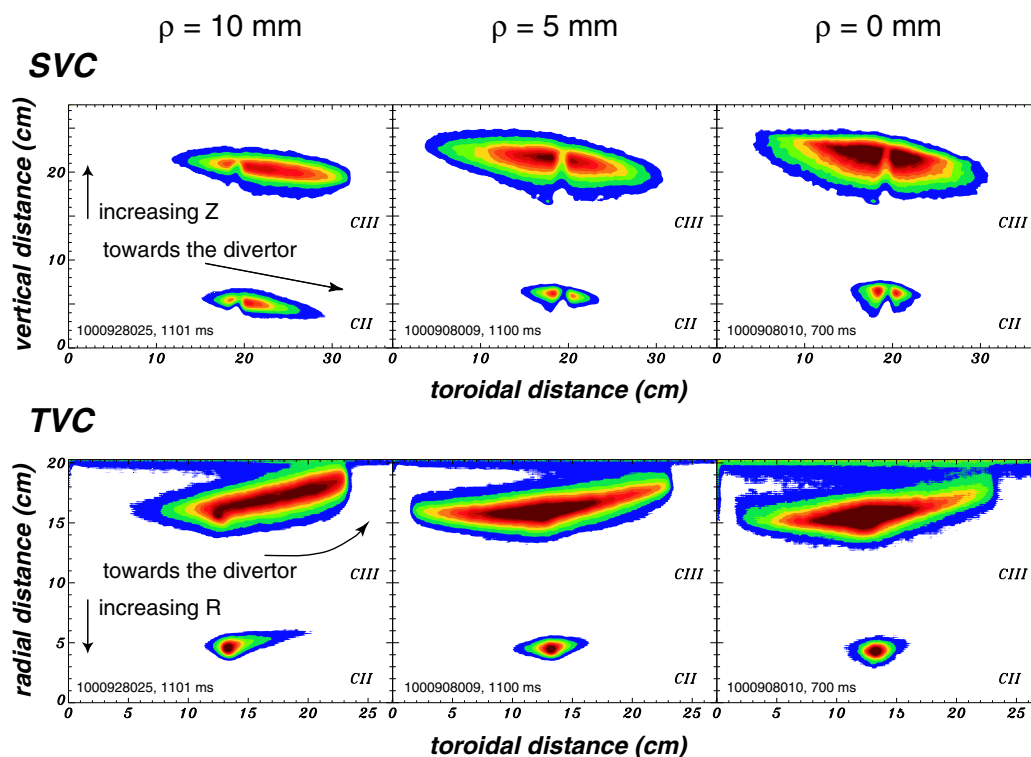 ρ = 10 mm ρ = 5 mm ρ = 0 mm
SVC
vertical distance (cm)
20
10
0
increasing Z
towards the divertor
CIII
CII
1000928025, 1101 ms
CIII
CII
1000908009, 1100 ms
CIII
CII
1000908010, 700 ms
0 10 20 30 0 10 20 30 0 10 20 30
toroidal distance (cm)
TVC
radial distance (cm)
20
15
10
5
0
towards the divertor
increasing R
CIII
CII
1000928025, 1101 ms
CIII
CII
1000908009, 1100 ms
CIII
CII
1000908010, 700 ms
0 5 10 15 20 25 0 5 10 15 20 25 0 5 10 15 20 25
toroidal distance (cm)